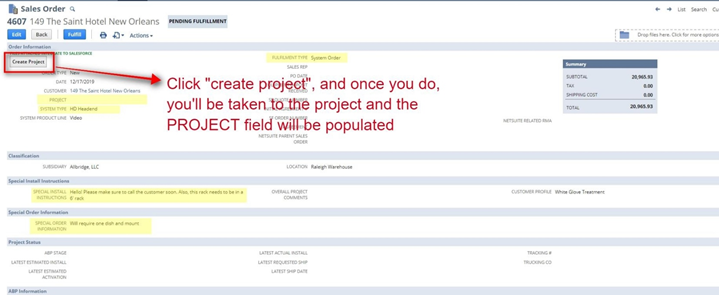 Sales Order
List Search Cu
4607 149 The Saint Hotel New Orleans PENDING FULFILLMENT
Edit Back Fulfill Actions
Drop files here. Click for more options
Order Information
TE TO SALESFORCE
Create Project
FULFILMENT TYPE System Order
SALES REP
PO DATE
TYPE New
DATE 12/17/2018
CUSTOMER 149 The Saint Hotel New Orleans
PROJECT
SYSTEM TYPE HD Headend
SYSTEM PRODUCT LINE Video
Click "create project", and once you do,
you'll be taken into the project and the
PROJECT field will be populated
NETSUITE PARENT SALES
ORDER
Summary
SUBTOTAL 20,965.93
TAX 0.00
SHIPPING COST 0.00
TOTAL 20,965.93
NETSUITE RELATED RMA
Classification
SUBSIDIARY Allbridge, LLC
LOCATION Raleigh Warehouse
Special Install Instructions
SPECIAL INSTALL INSTRUCTIONS Hello! Please make sure to call the customer soon. Also, this rack needs to be in a
6' rack
OVERALL PROJECT
COMMENTS
CUSTOMER PROFILE White Glove Treatment
Special Order Information
SPECIAL ORDER INFORMATION Will require one dish and mount
Project Status
ABP STAGE
LATEST ESTIMATED INSTALL
LATEST ESTIMATED
ACTIVATION
LATEST ACTUAL INSTALL
LATEST REQUESTED SHIP
LATEST SHIP DATE
TRACKING #
TRUCKING CO
ABP Information